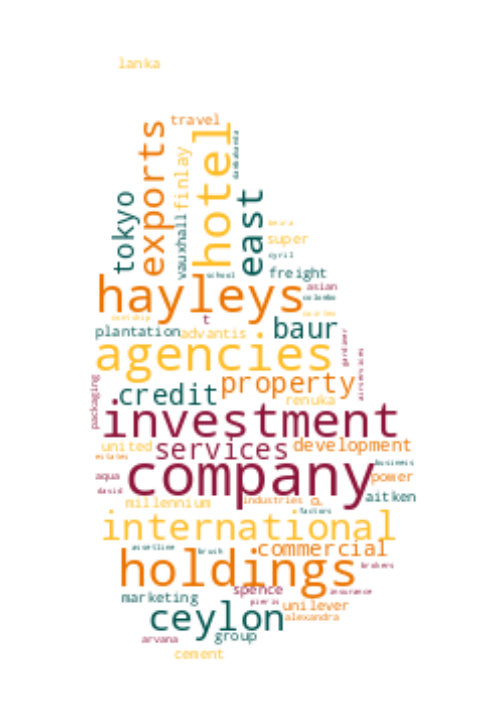 lanka
travel
exports
hotel
tokyo
finlay
vauxhall
east
super
cyril
school
freight
hayleys
asian
colombo
t
plantation
advantis
baur
agencies
gardiner
airservices
packaging
credit
property
renuka
investment
united
services
development
estates
business
aqua
company
power
david
millennium
industries
p
aitken
factors
international
assetline
brush
commercial
holdings
brokers
marketing
spence
insurance
pieris
unilever
ceylon
alexandra
arvana
group
cement